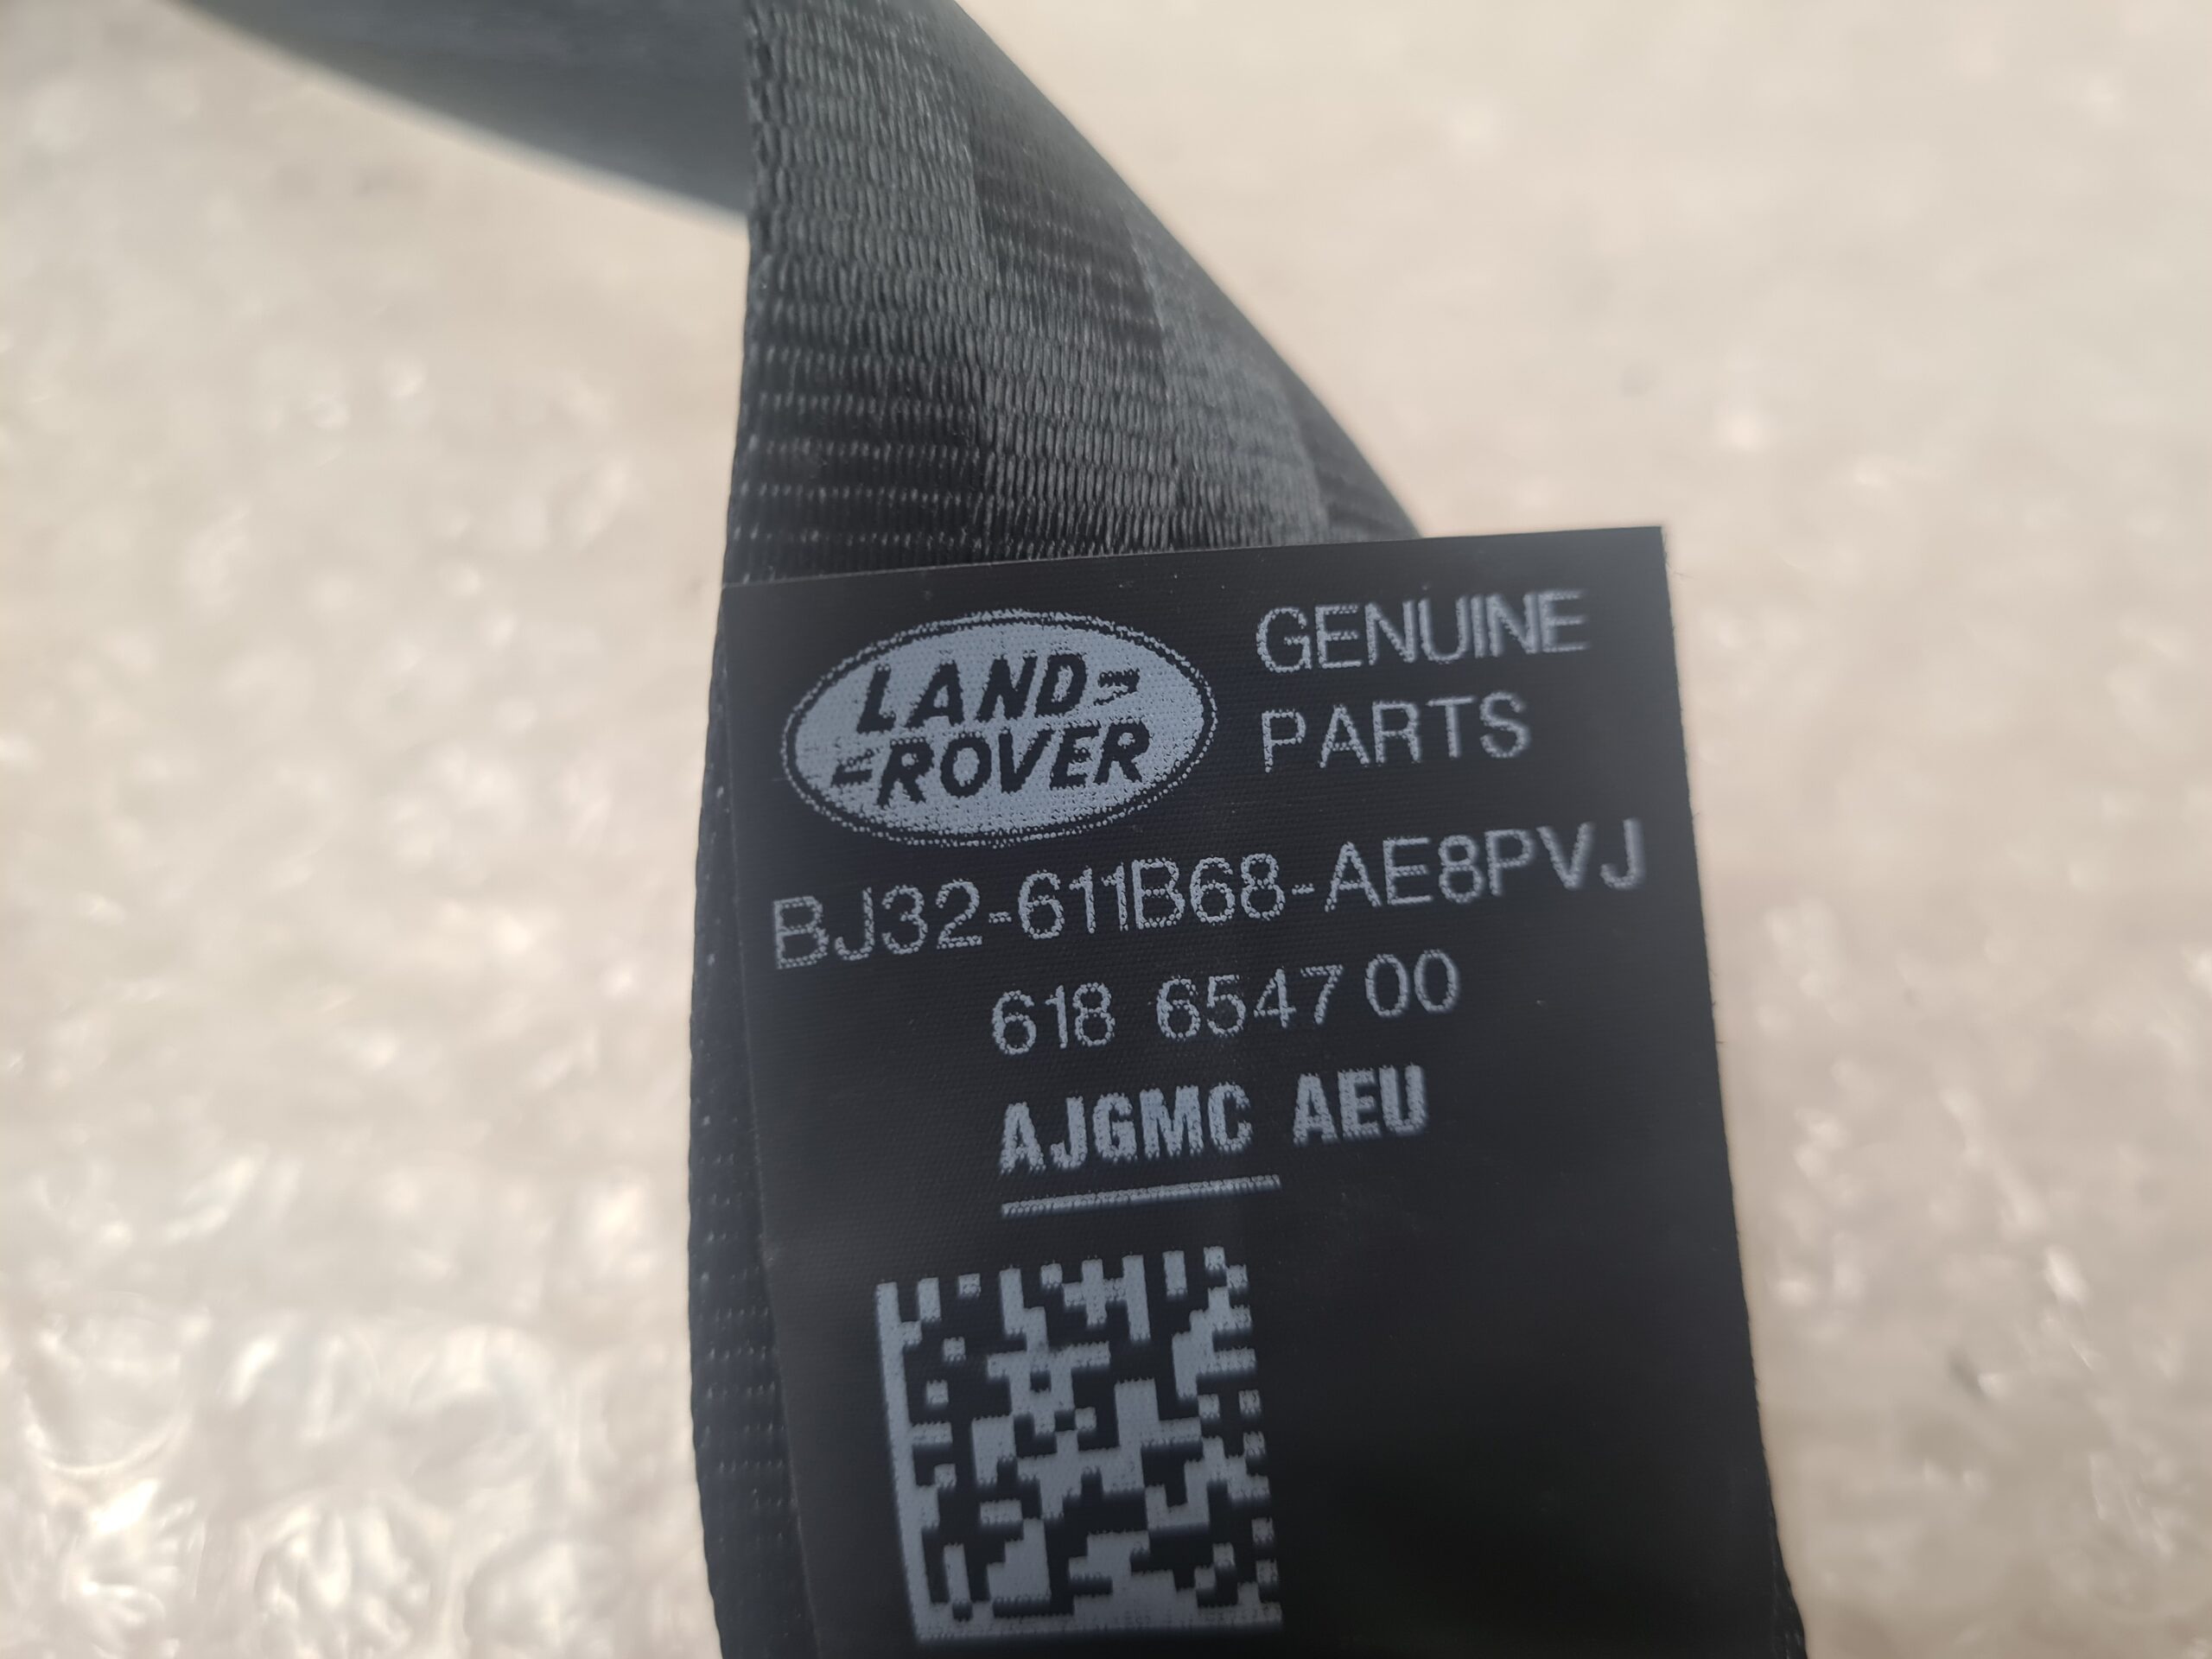 LAND-
-ROVER
GENUINE
PARTS
BJ32-611B68-AE8PVJ
618 6547 00
AJGMC AEU